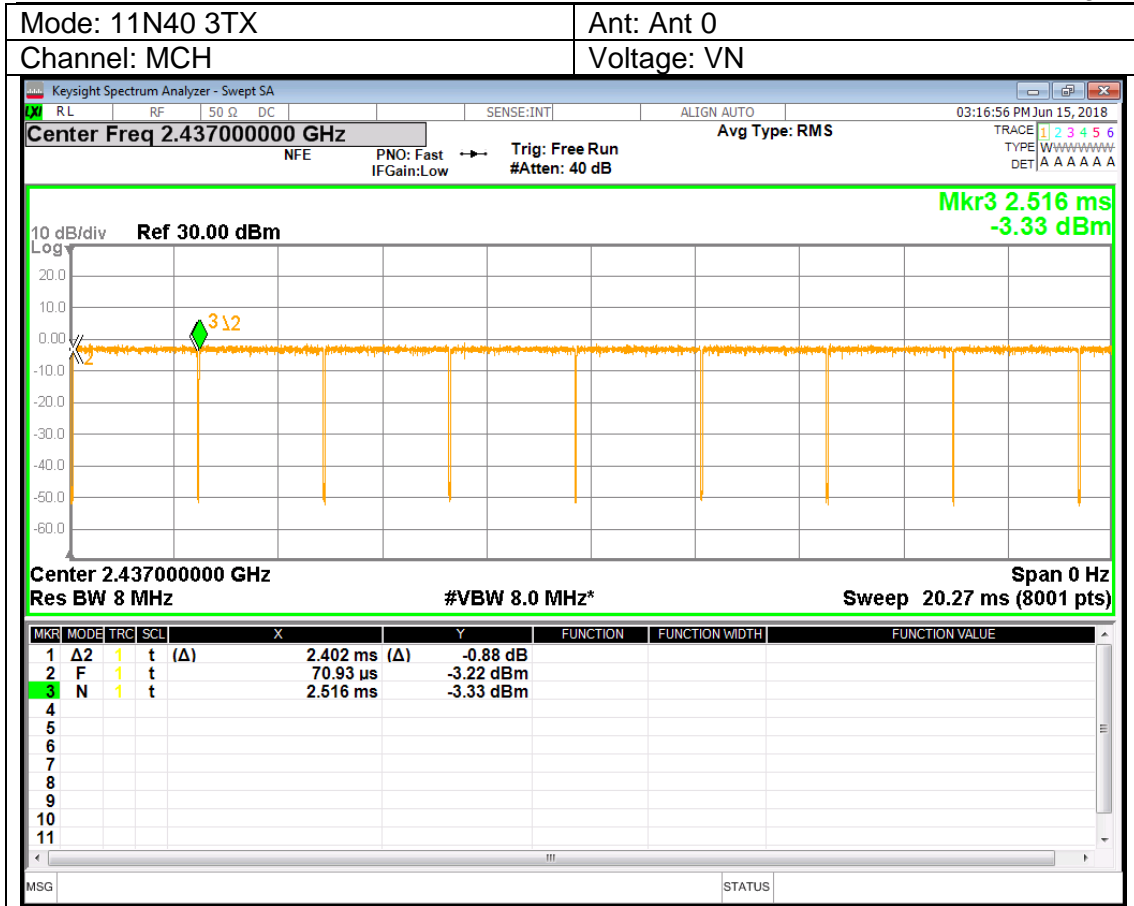 Mode: 11N40 3TX Ant: Ant 0
Channel: MCH Voltage: VN
Keysight Spectrum Analyzer - Swept SA
LXI RL RF 50 Ω DC SENSE:INT ALIGN AUTO 03:16:56 PM Jun 15, 2018
Center Freq 2.437000000 GHz Avg Type: RMS TRACE 1 2 3 4 5 6
NFE PNO: Fast Trig: Free Run TYPE WWWWWW
IFGain:Low #Atten: 40 dB DET A A A A A A
Mkr3 2.516 ms
10 dB/div Ref 30.00 dBm -3.33 dBm
Log
20.0
10.0
3 1Δ2
0.00
2
-10.0
-20.0
-30.0
-40.0
-50.0
-60.0
Center 2.437000000 GHz Span 0 Hz
Res BW 8 MHz #VBW 8.0 MHz* Sweep 20.27 ms (8001 pts)
MKR MODE TRC SCL X Y FUNCTION FUNCTION WIDTH FUNCTION VALUE
1 Δ2 1 t (Δ) 2.402 ms (Δ) -0.88 dB
2 F 1 t 70.93 µs -3.22 dBm
3 N 1 t 2.516 ms -3.33 dBm
4
5
6
7
8
9
10
11
MSG STATUS